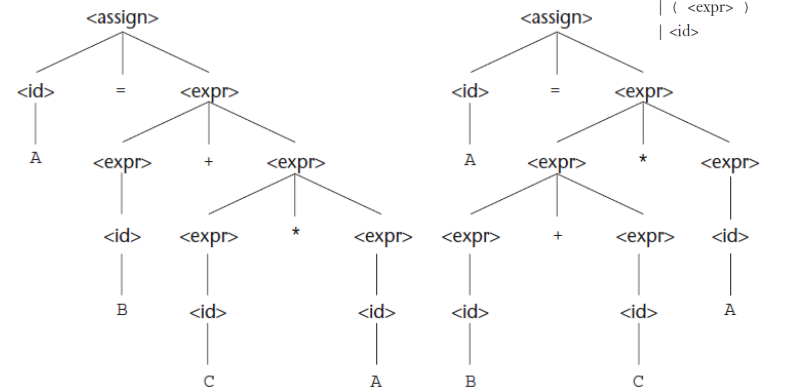 <assign> <assign> | ( <expr> )
| <id>
<id> = <expr> <id> = <expr>
A <expr> + <expr> A <expr> * <expr>
<id> <expr> * <expr> <expr> + <expr> <id>
B <id> <id> <id> <id> A
C A B C